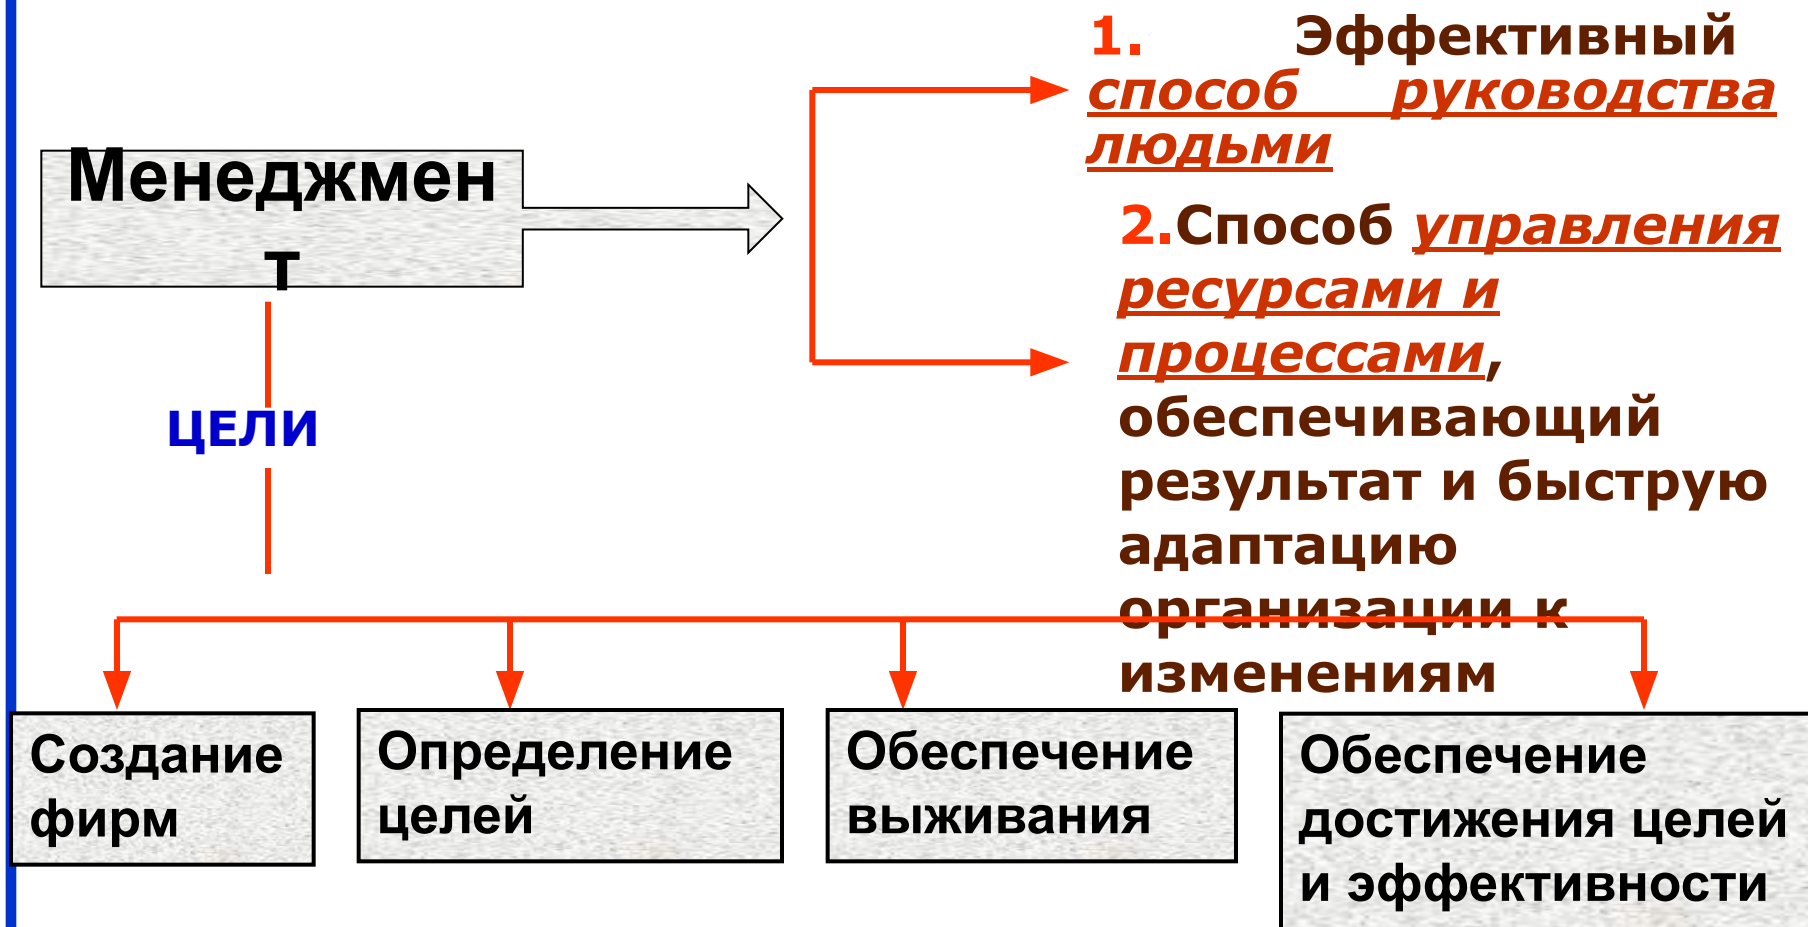 1. Эффективный
способ руководства
людьми
Менеджмен
т
2.Способ управления
ресурсами и
процессами,
обеспечивающий
результат и быструю
адаптацию
организации к
изменениям
ЦЕЛИ
Создание
фирм
Определение
целей
Обеспечение
выживания
Обеспечение
достижения целей
и эффективности